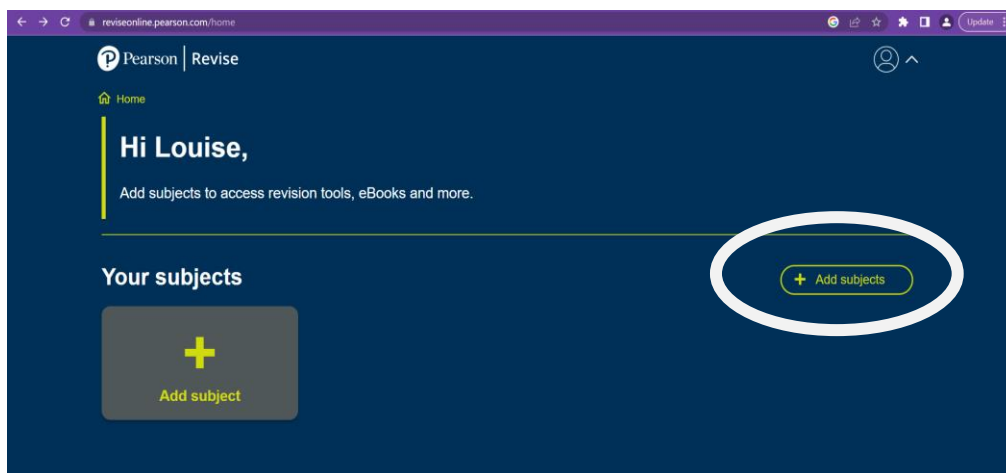 reviseonline.pearson.com/home
Update
Pearson | Revise
Home
Hi Louise,
Add subjects to access revision tools, eBooks and more.
Your subjects
+ Add subjects
+
Add subject